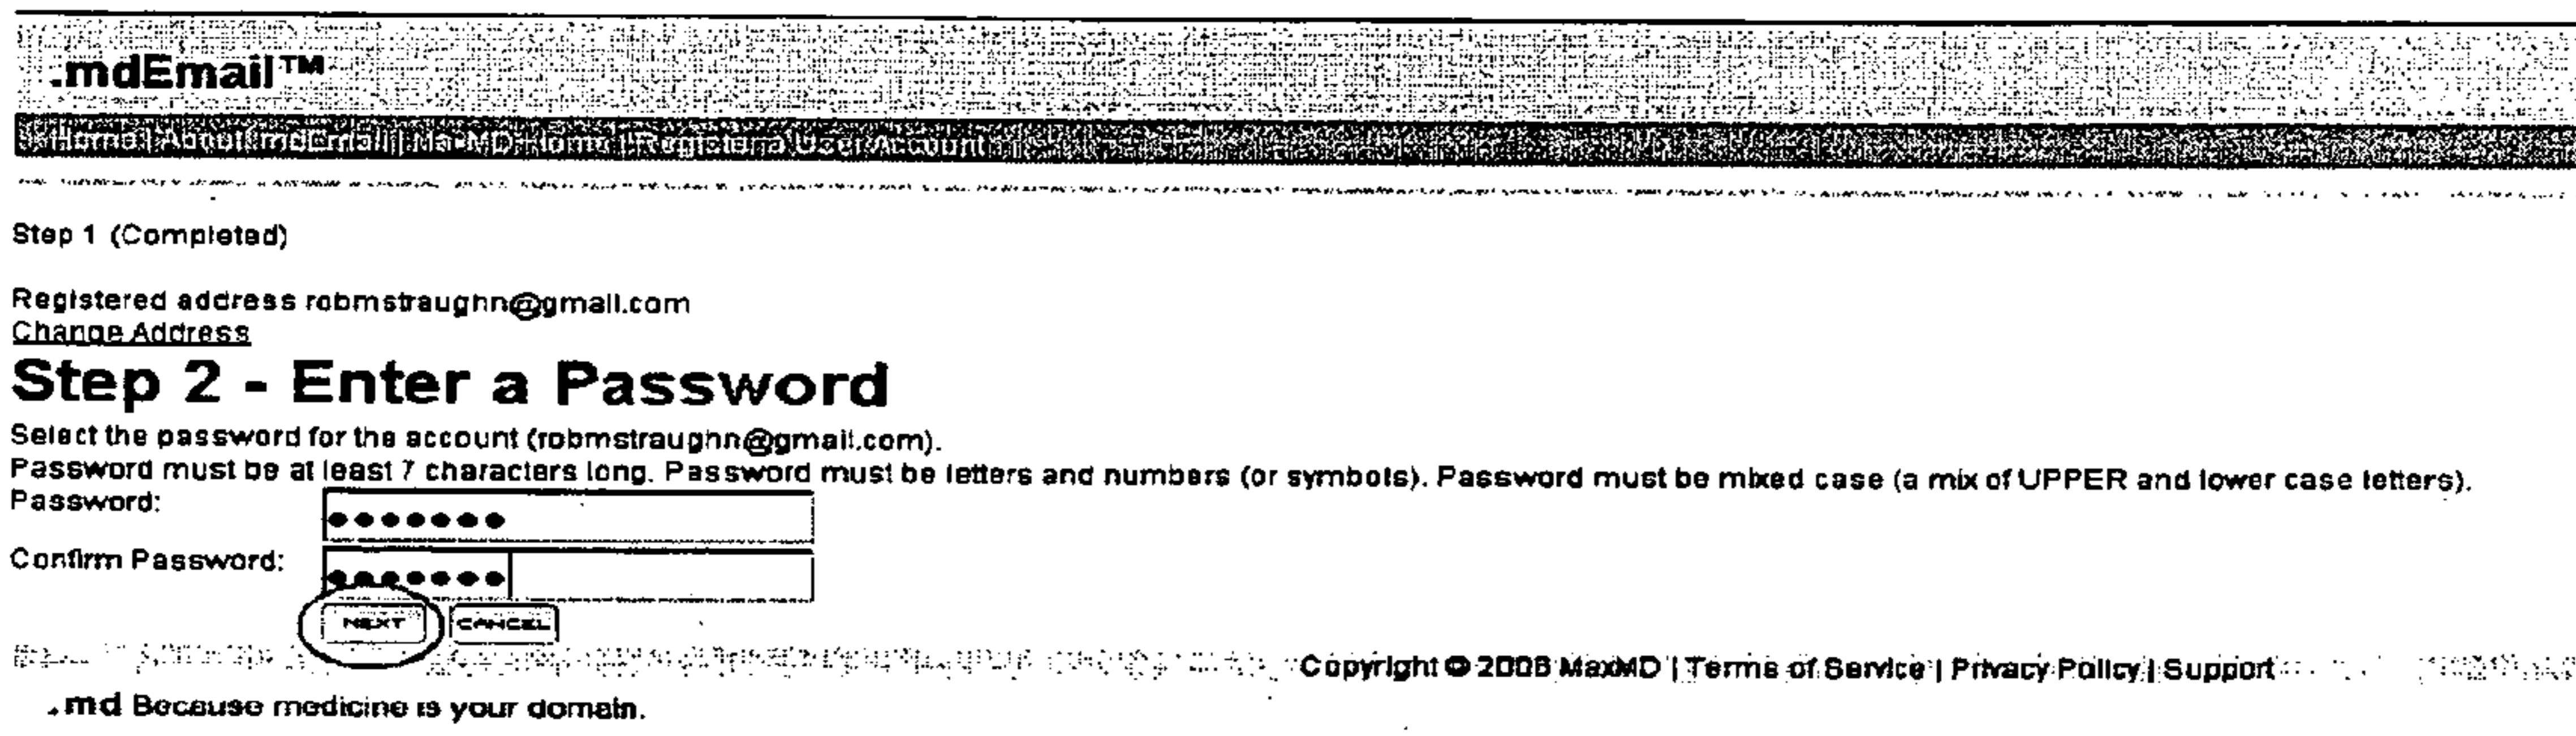 .mdEmail™
Home | About mdEmail | MaxMD Home | Register a User Account |
Step 1 (Completed)
Registered address robmstraughn@gmail.com
Change Address
Step 2 - Enter a Password
Select the password for the account (robmstraughn@gmail.com).
Password must be at least 7 characters long. Password must be letters and numbers (or symbols). Password must be mixed case (a mix of UPPER and lower case letters).
Password:
Confirm Password:
NEXT CANCEL
Copyright © 2008 MaxMD | Terms of Service | Privacy Policy | Support
.md Because medicine is your domain.